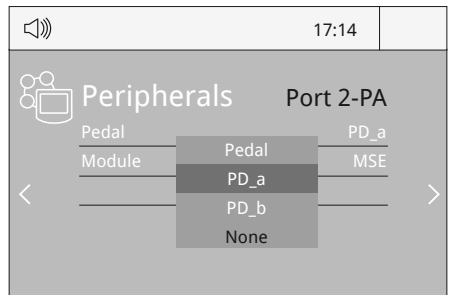 17:14
Peripherals Port 2-PA
Pedal PD_a
Module MSE
Pedal
PD_a
PD_b
None